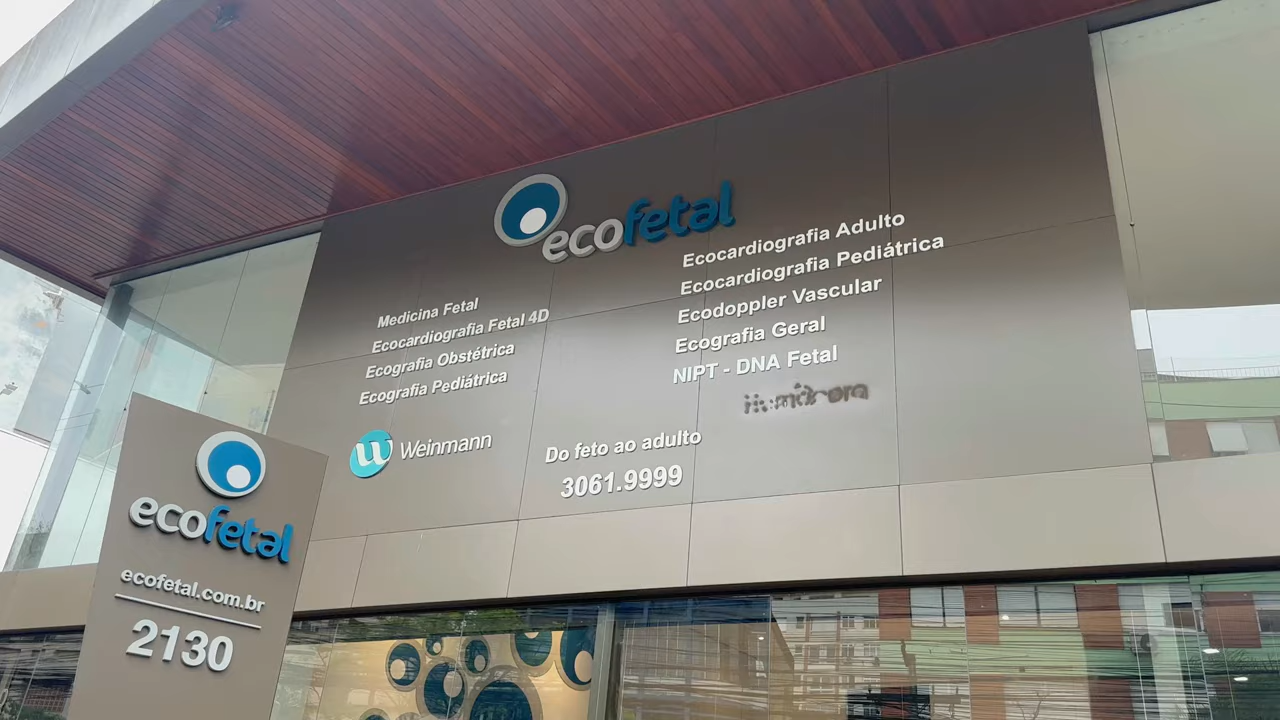 ecofetal
Medicina Fetal
Ecocardiografia Fetal 4D
Ecografia Obstétrica
Ecografia Pediátrica
Weinmann
Ecocardiografia Adulto
Ecocardiografia Pediátrica
Ecodoppler Vascular
Ecografia Geral
NIPT - DNA Fetal
Do feto ao adulto
3061.9999
ecofetal
ecofetal.com.br
2130